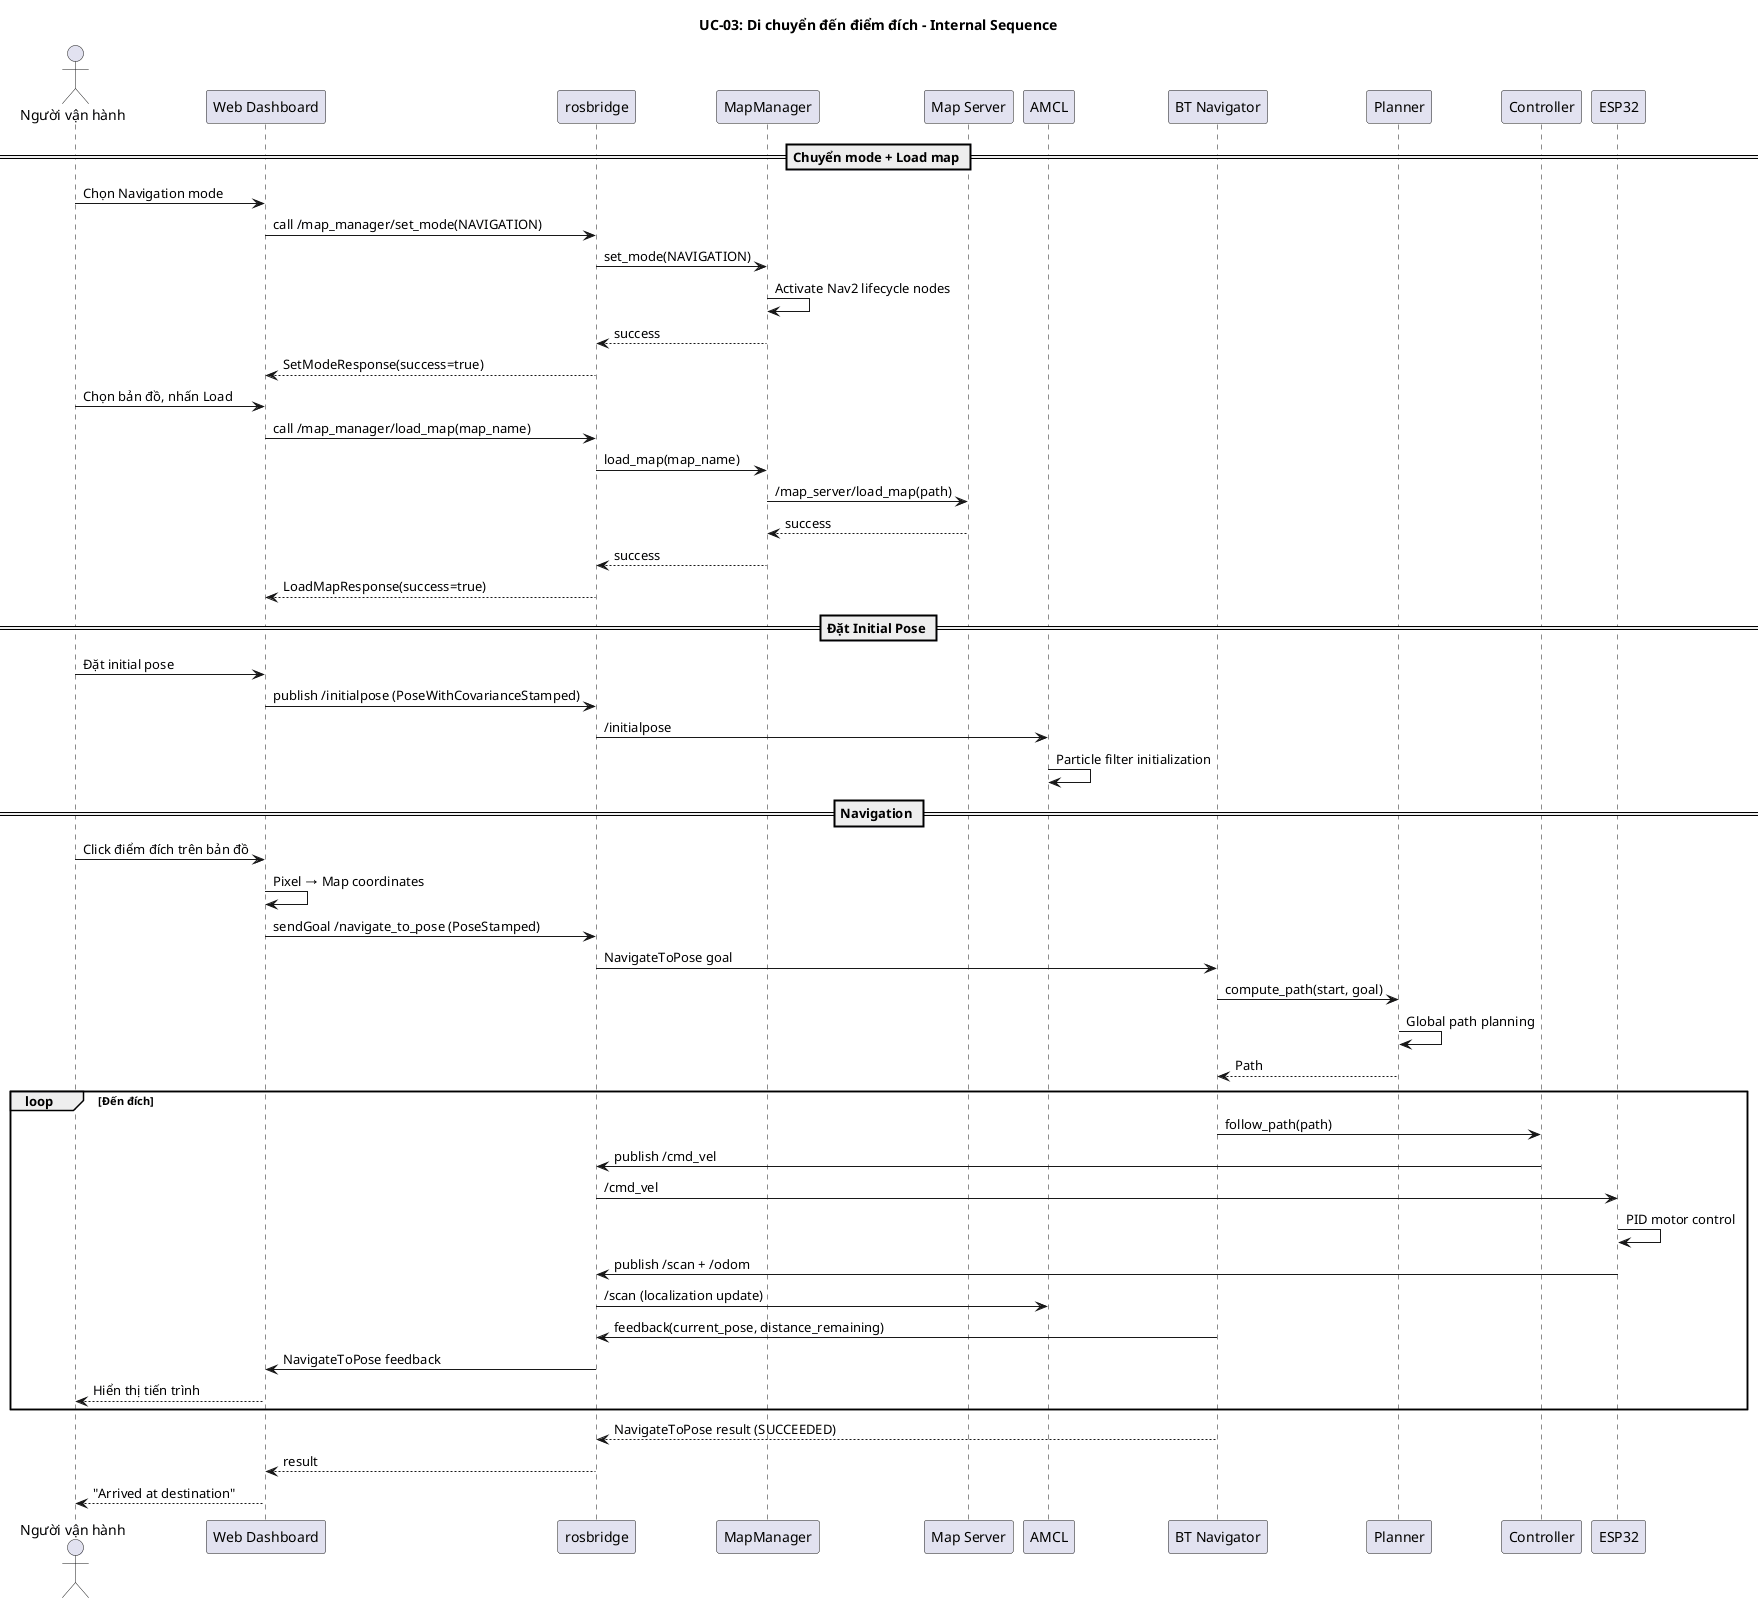 UC-03: Di chuyển đến điểm đích - Internal Sequence
Người vận hành
Web Dashboard
rosbridge
MapManager
Map Server
AMCL
BT Navigator
Planner
Controller
ESP32
Chuyển mode + Load map
Chọn Navigation mode
call /map_manager/set_mode(NAVIGATION)
set_mode(NAVIGATION)
Activate Nav2 lifecycle nodes
success
SetModeResponse(success=true)
Chọn bản đồ, nhấn Load
call /map_manager/load_map(map_name)
load_map(map_name)
/map_server/load_map(path)
success
success
LoadMapResponse(success=true)
Đặt Initial Pose
Đặt initial pose
publish /initialpose (PoseWithCovarianceStamped)
/initialpose
Particle filter initialization
Navigation
Click điểm đích trên bản đồ
Pixel → Map coordinates
sendGoal /navigate_to_pose (PoseStamped)
NavigateToPose goal
compute_path(start, goal)
Global path planning
Path
loop [Đến đích]
follow_path(path)
publish /cmd_vel
/cmd_vel
PID motor control
publish /scan + /odom
/scan (localization update)
feedback(current_pose, distance_remaining)
NavigateToPose feedback
Hiển thị tiến trình
NavigateToPose result (SUCCEEDED)
result
"Arrived at destination"
Người vận hành
Web Dashboard
rosbridge
MapManager
Map Server
AMCL
BT Navigator
Planner
Controller
ESP32